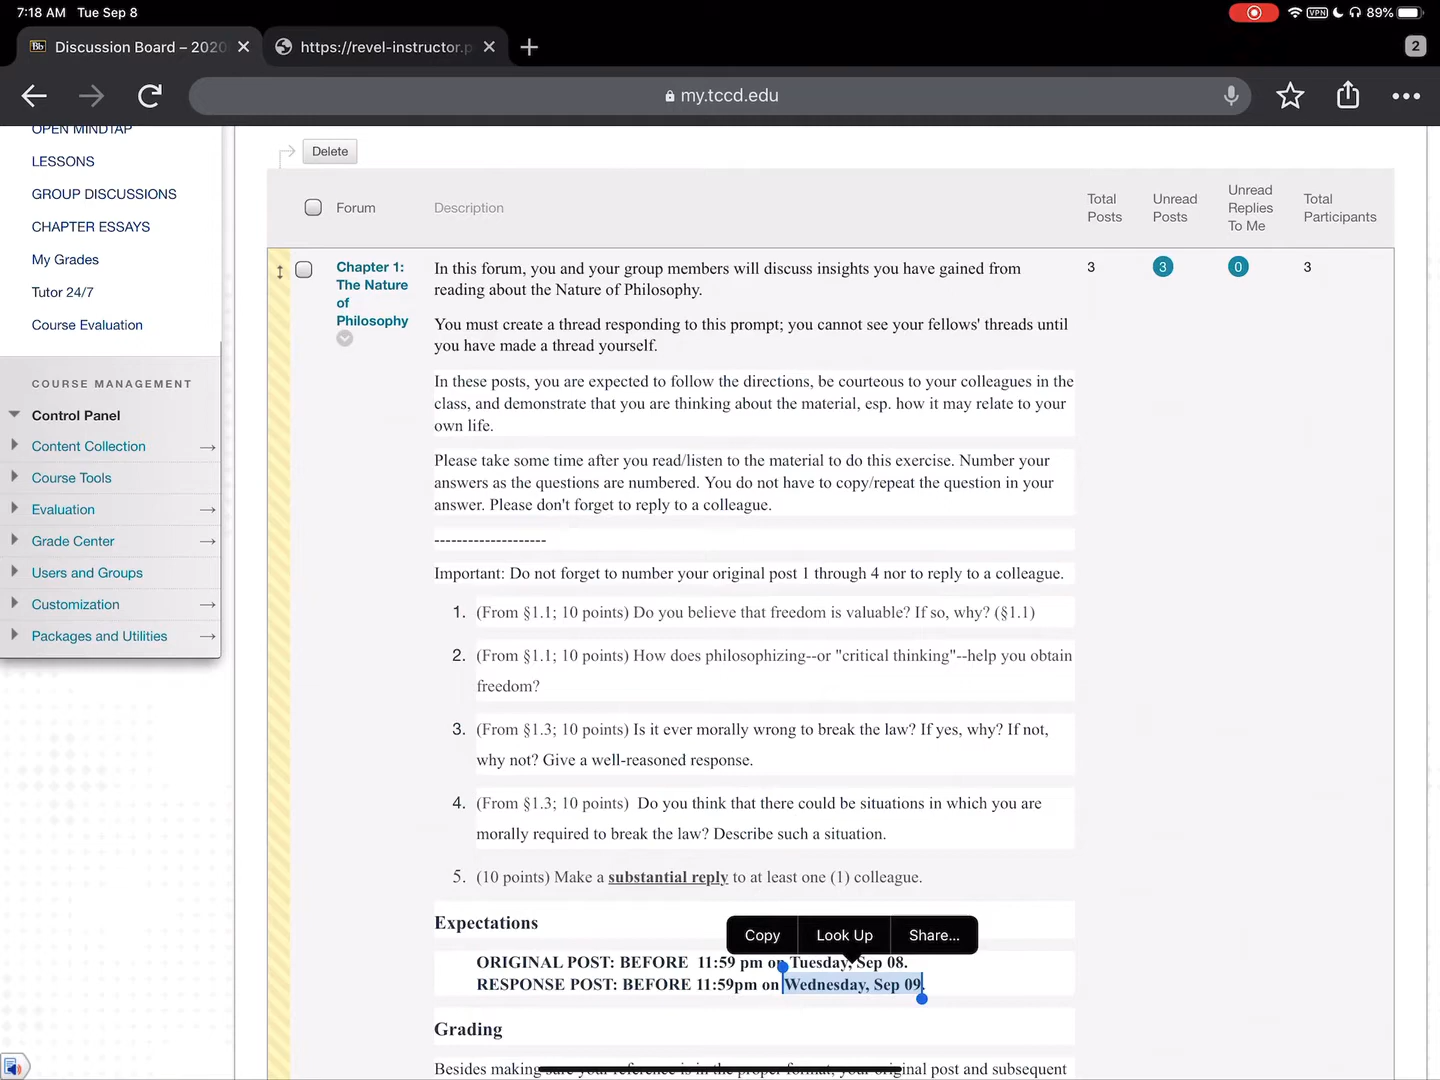 7:18 AM Tue Sep 8
VPN 89%
Discussion Board – 2020
https://revel-instructor.p
2
my.tccd.edu
OPEN MINDTAP
LESSONS
GROUP DISCUSSIONS
CHAPTER ESSAYS
My Grades
Tutor 24/7
Course Evaluation
COURSE MANAGEMENT
Control Panel
Content Collection
Course Tools
Evaluation
Grade Center
Users and Groups
Customization
Packages and Utilities
Delete
Forum
Description
Total
Posts
Unread
Posts
Unread
Replies
To Me
Total
Participants
Chapter 1:
The Nature
of
Philosophy
In this forum, you and your group members will discuss insights you have gained from
reading about the Nature of Philosophy.
You must create a thread responding to this prompt; you cannot see your fellows' threads until
you have made a thread yourself.
In these posts, you are expected to follow the directions, be courteous to your colleagues in the
class, and demonstrate that you are thinking about the material, esp. how it may relate to your
own life.
Please take some time after you read/listen to the material to do this exercise. Number your
answers as the questions are numbered. You do not have to copy/repeat the question in your
answer. Please don't forget to reply to a colleague.
--------------------
Important: Do not forget to number your original post 1 through 4 nor to reply to a colleague.
1. (From §1.1; 10 points) Do you believe that freedom is valuable? If so, why? (§1.1)
2. (From §1.1; 10 points) How does philosophizing--or "critical thinking"--help you obtain
freedom?
3. (From §1.3; 10 points) Is it ever morally wrong to break the law? If yes, why? If not,
why not? Give a well-reasoned response.
4. (From §1.3; 10 points) Do you think that there could be situations in which you are
morally required to break the law? Describe such a situation.
5. (10 points) Make a substantial reply to at least one (1) colleague.
3
3
0
3
Expectations
Copy Look Up Share...
ORIGINAL POST: BEFORE 11:59 pm on Tuesday, Sep 08.
RESPONSE POST: BEFORE 11:59pm on Wednesday, Sep 09.
Grading
Besides making sure your reference is in the proper format, your original post and subsequent